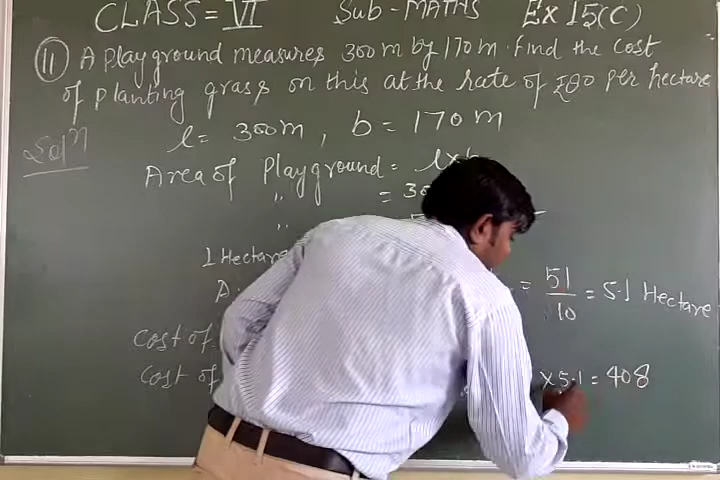 CLASS = VI Sub - MATHS Ex 15(C)
(11) A Playground measures 300 m by 170 m. Find the cost
of planting grass on this at the rate of ₹80 per hectare
Solⁿ
l = 300m, b = 170 m
Area of Playground = l×
" = 30
"
1 Hectare
A. = 51/10 = 5.1 Hectare
Cost of
Cost of ×5.1 = 408